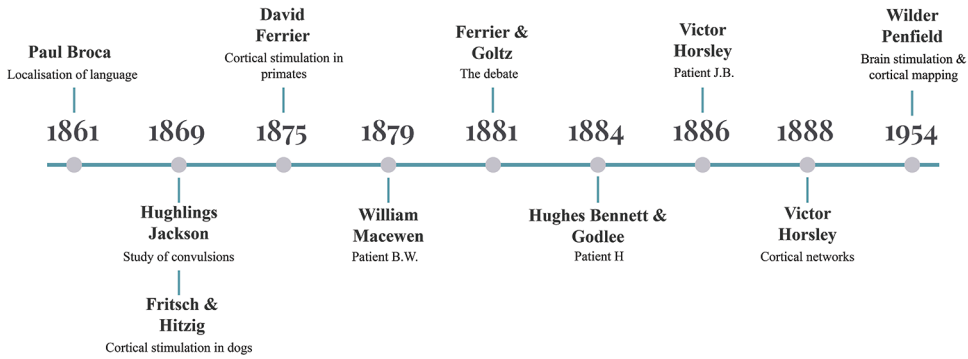 Paul Broca
Localisation of language
1861
Hughlings
Jackson
Study of convulsions
Fritsch &
Hitzig
Cortical stimulation in dogs
1869
David
Ferrier
Cortical stimulation in
primates
1875
1879
William
Macewen
Patient B.W.
Ferrier &
Goltz
The debate
1881
1884
Hughes Bennett &
Godlee
Patient H
Victor
Horsley
Patient J.B.
1886
1888
Victor
Horsley
Cortical networks
Wilder
Penfield
Brain stimulation &
cortical mapping
1954